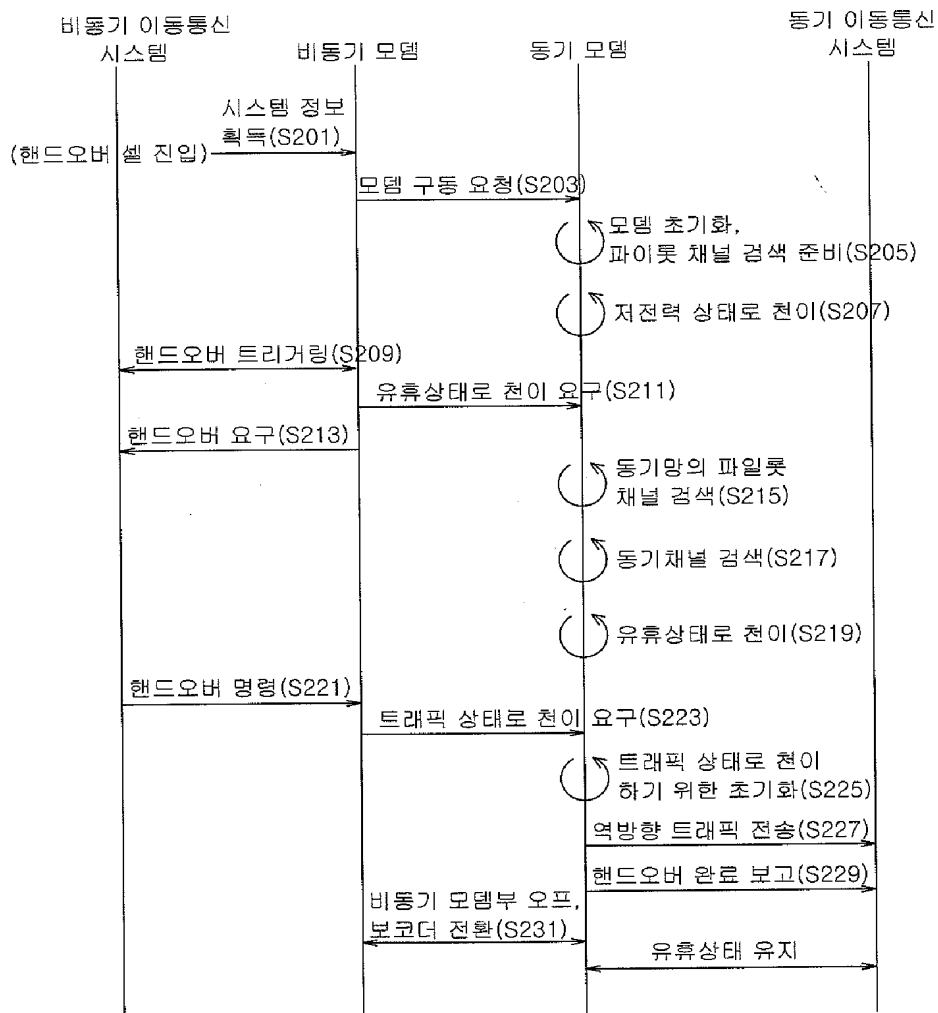 비동기 이동통신
시스템
비동기 모뎀
동기 모뎀
동기 이동통신
시스템
시스템 정보
획득(S201)
(핸드오버 셀 진입)
모뎀 구동 요청(S203)
모뎀 초기화,
파이롯 채널 검색 준비(S205)
저전력 상태로 천이(S207)
핸드오버 트리거링(S209)
유휴상태로 천이 요구(S211)
핸드오버 요구(S213)
동기망의 파일롯
채널 검색(S215)
동기채널 검색(S217)
유휴상태로 천이(S219)
핸드오버 명령(S221)
트래픽 상태로 천이 요구(S223)
트래픽 상태로 천이
하기 위한 초기화(S225)
역방향 트래픽 전송(S227)
핸드오버 완료 보고(S229)
비동기 모뎀부 오프,
보코더 전환(S231)
유휴상태 유지